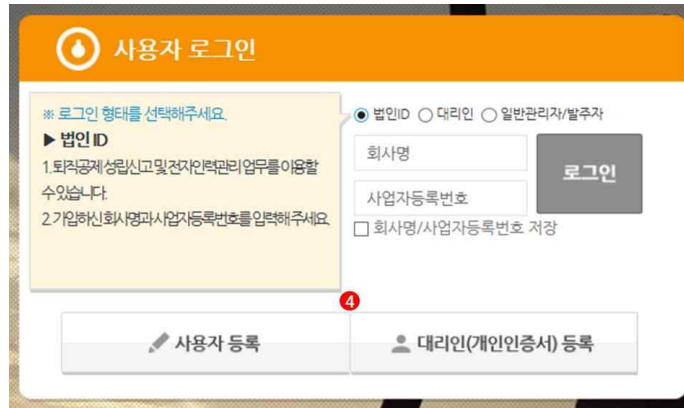 사용자 로그인
※ 로그인 형태를 선택해주세요.
▶ 법인 ID
1.퇴직공제 성립신고 및 전자인력관리 업무를 이용할
수 있습니다.
2.가입하신 회사명과 사업자등록번호를 입력해 주세요.
법인ID 대리인 일반관리자/발주자
회사명
사업자등록번호
로그인
회사명/사업자등록번호 저장
4
사용자 등록
대리인(개인인증서) 등록